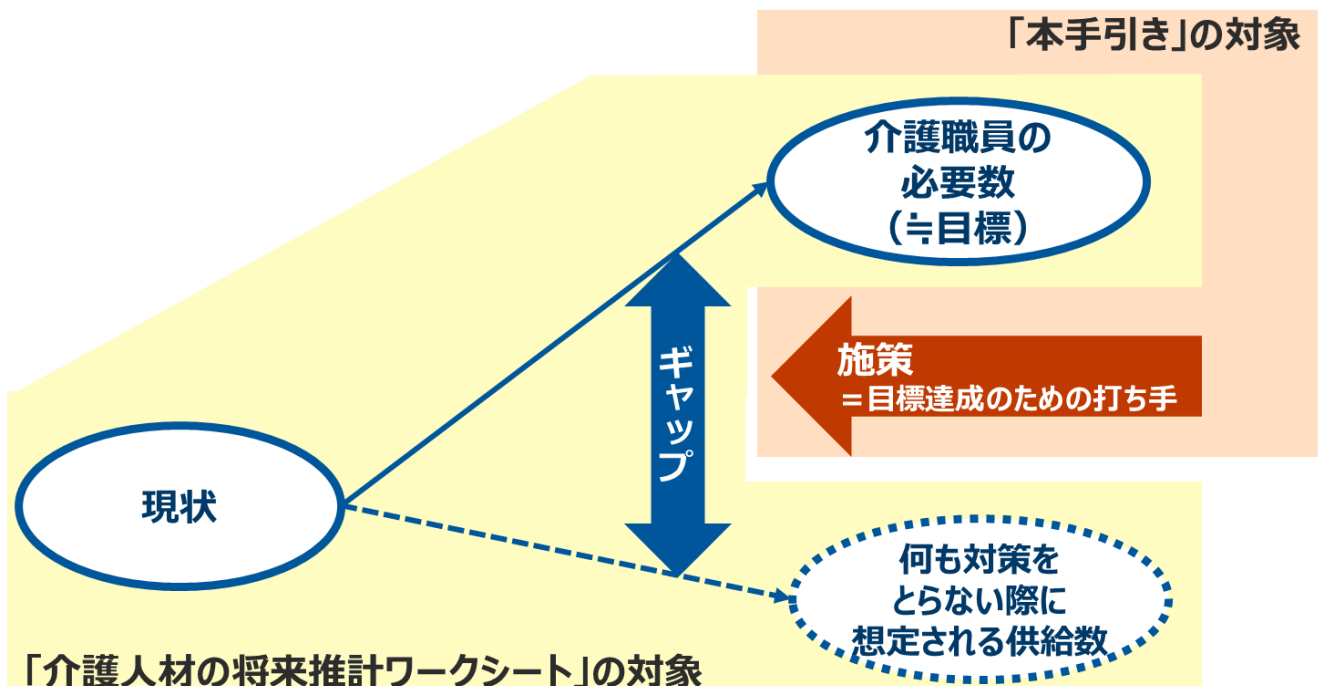 「本手引き」の対象
介護職員の
必要数
(≒目標)
ギャップ
施策
=目標達成のための打ち手
現状
何も対策を
とらない際に
想定される供給数
「介護人材の将来推計ワークシート」の対象